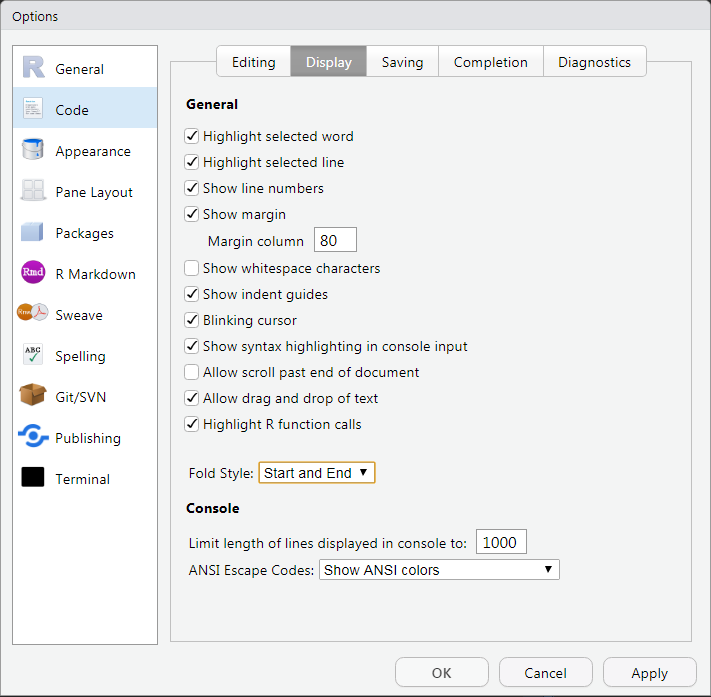 Options
General
Code
Appearance
Pane Layout
Packages
Rmd R Markdown
Sweave
ABC Spelling
Git/SVN
Publishing
Terminal
Editing Display Saving Completion Diagnostics
General
Highlight selected word
Highlight selected line
Show line numbers
Show margin
Margin column 80
Show whitespace characters
Show indent guides
Blinking cursor
Show syntax highlighting in console input
Allow scroll past end of document
Allow drag and drop of text
Highlight R function calls
Fold Style: Start and End
Console
Limit length of lines displayed in console to: 1000
ANSI Escape Codes: Show ANSI colors
OK Cancel Apply